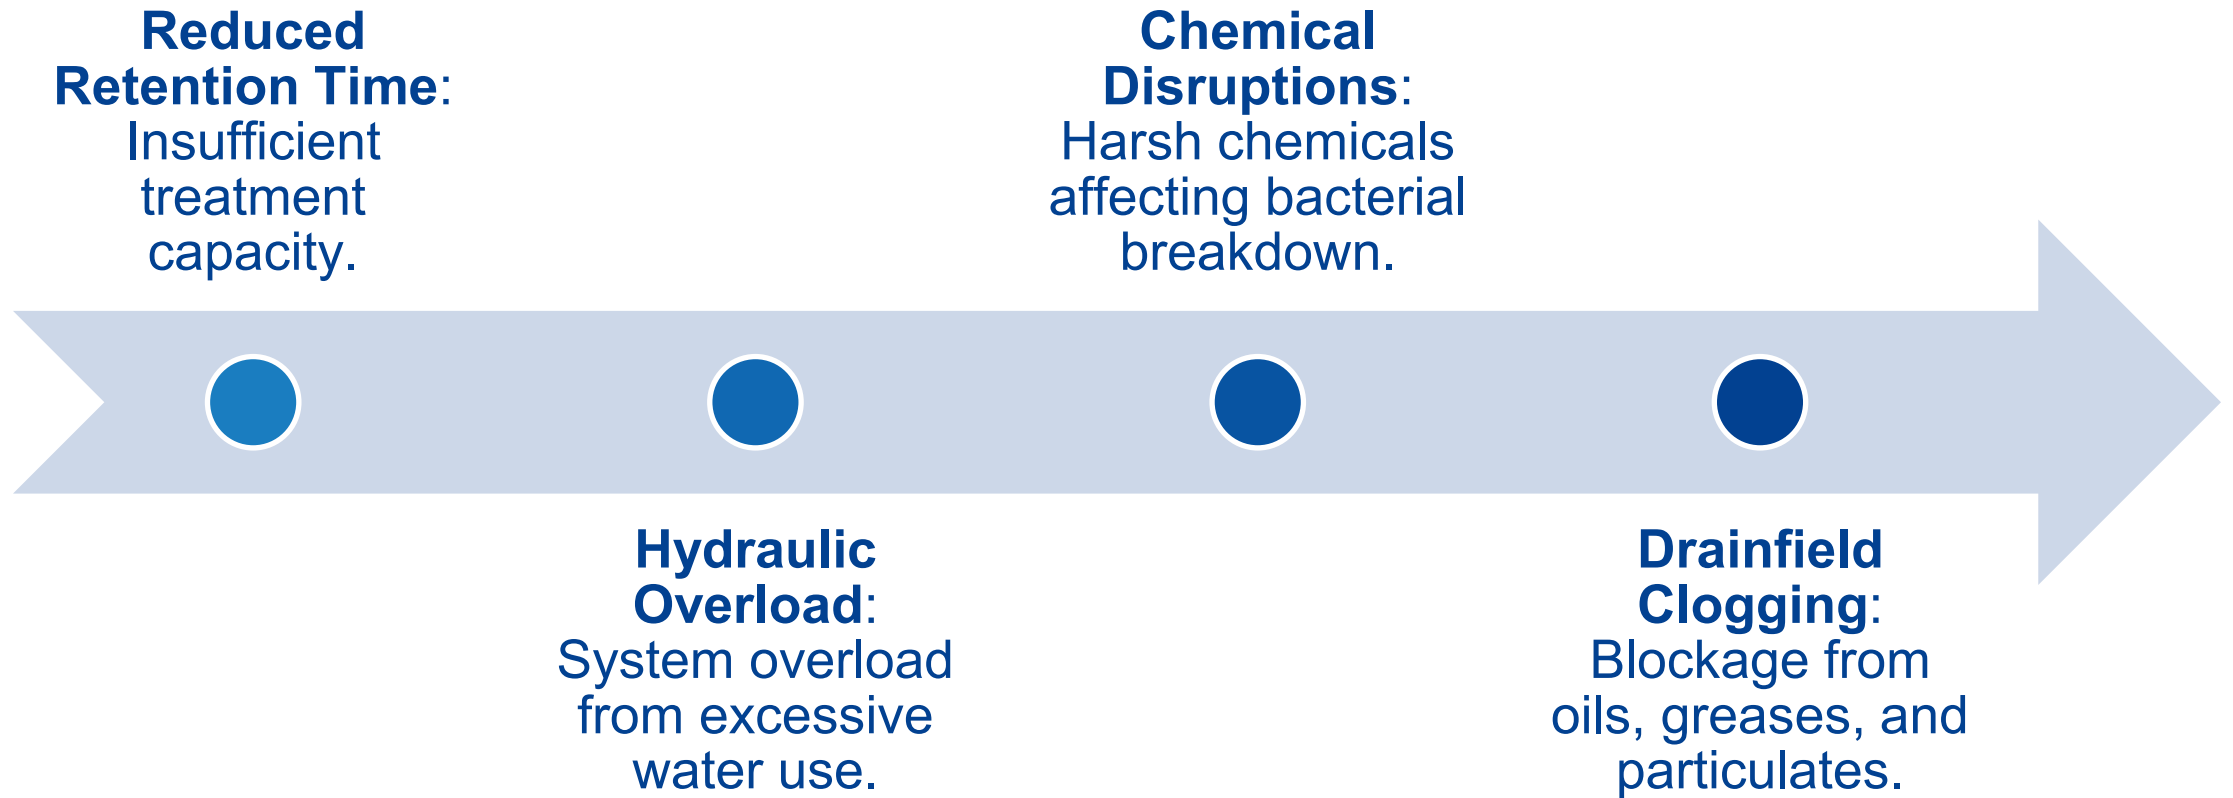 Reduced
Retention Time:
Insufficient
treatment
capacity.
Hydraulic
Overload:
System overload
from excessive
water use.
Chemical
Disruptions:
Harsh chemicals
affecting bacterial
breakdown.
Drainfield
Clogging:
Blockage from
oils, greases, and
particulates.